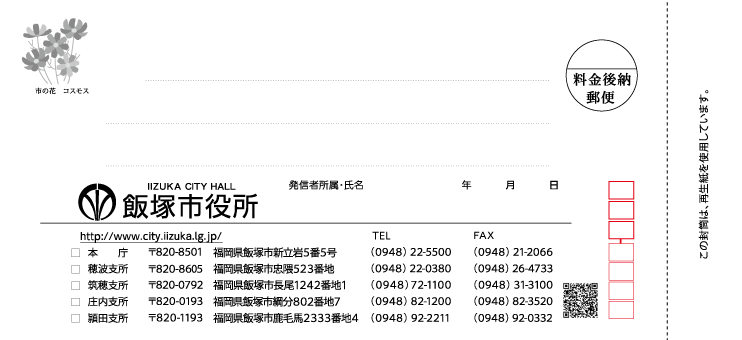 市の花　コスモス
料金後納
郵便
IIZUKA CITY HALL
飯塚市役所
発信者所属・氏名　年　月　日
http://www.city.iizuka.lg.jp/　TEL　FAX
□ 本　庁　〒820-8501　福岡県飯塚市新立岩5番5号　（0948）22-5500　（0948）21-2066
□ 穂波支所　〒820-8605　福岡県飯塚市忠隈523番地　（0948）22-0380　（0948）26-4733
□ 筑穂支所　〒820-0792　福岡県飯塚市長尾1242番地1　（0948）72-1100　（0948）31-3100
□ 庄内支所　〒820-0193　福岡県飯塚市綱分802番地7　（0948）82-1200　（0948）82-3520
□ 頴田支所　〒820-1193　福岡県飯塚市鹿毛馬2333番地4　（0948）92-2211　（0948）92-0332
この封筒は、再生紙を使用しています。